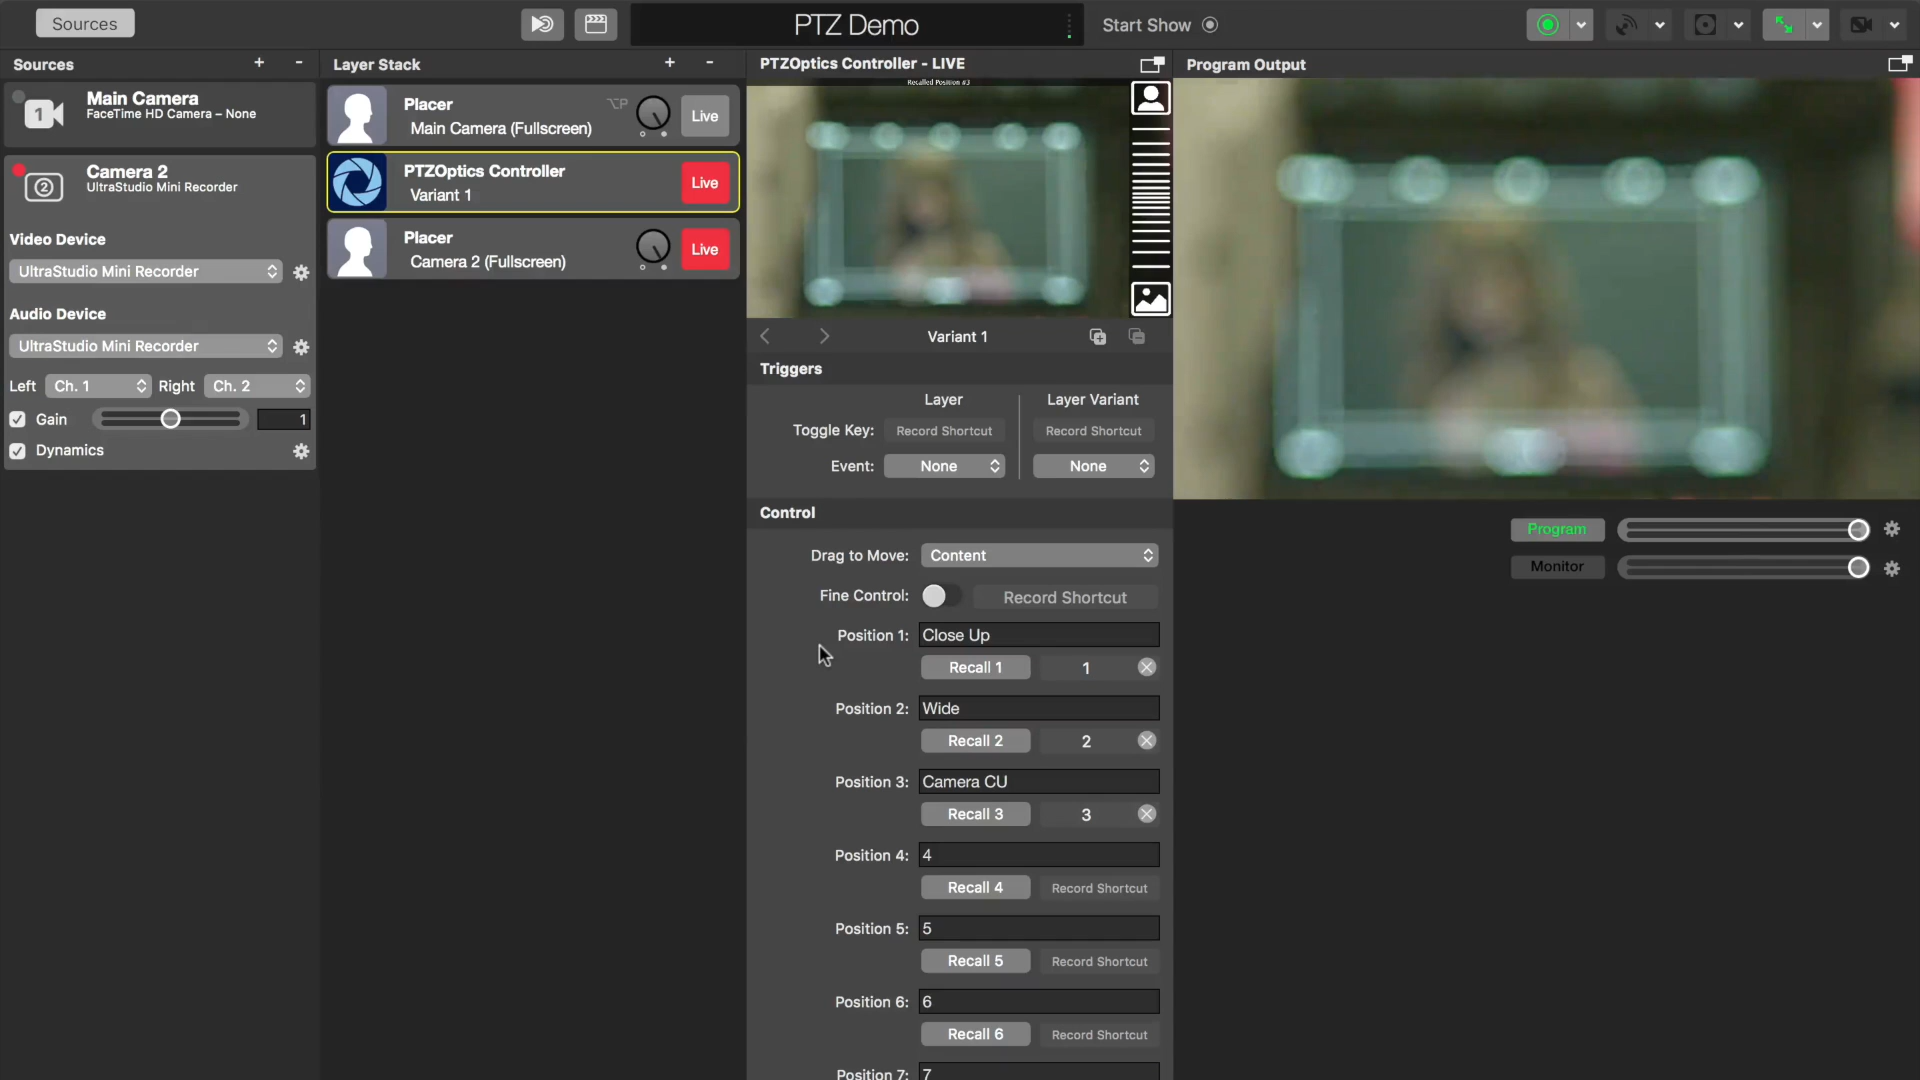 Sources
PTZ Demo
Start Show
Sources + -
Main Camera
FaceTime HD Camera – None
1
Camera 2
UltraStudio Mini Recorder
2
Video Device
UltraStudio Mini Recorder
Audio Device
UltraStudio Mini Recorder
Left Ch. 1 Right Ch. 2
Gain 1
Dynamics
Layer Stack + -
Placer ⌥P
Main Camera (Fullscreen)
Live
PTZOptics Controller
Variant 1
Live
Placer
Camera 2 (Fullscreen)
Live
PTZOptics Controller - LIVE
Recalled Position #3
Variant 1
Triggers
Layer Layer Variant
Toggle Key: Record Shortcut Record Shortcut
Event: None None
Control
Drag to Move: Content
Fine Control: Record Shortcut
Position 1: Close Up
Recall 1 1
Position 2: Wide
Recall 2 2
Position 3: Camera CU
Recall 3 3
Position 4: 4
Recall 4 Record Shortcut
Position 5: 5
Recall 5 Record Shortcut
Position 6: 6
Recall 6 Record Shortcut
Position 7: 7
Program Output
Program
Monitor